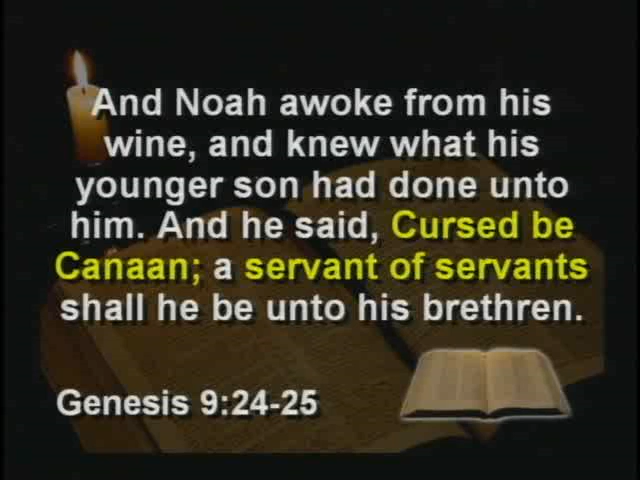 And Noah awoke from his
wine, and knew what his
younger son had done unto
him. And he said, Cursed be
Canaan; a servant of servants
shall he be unto his brethren.
Genesis 9:24-25